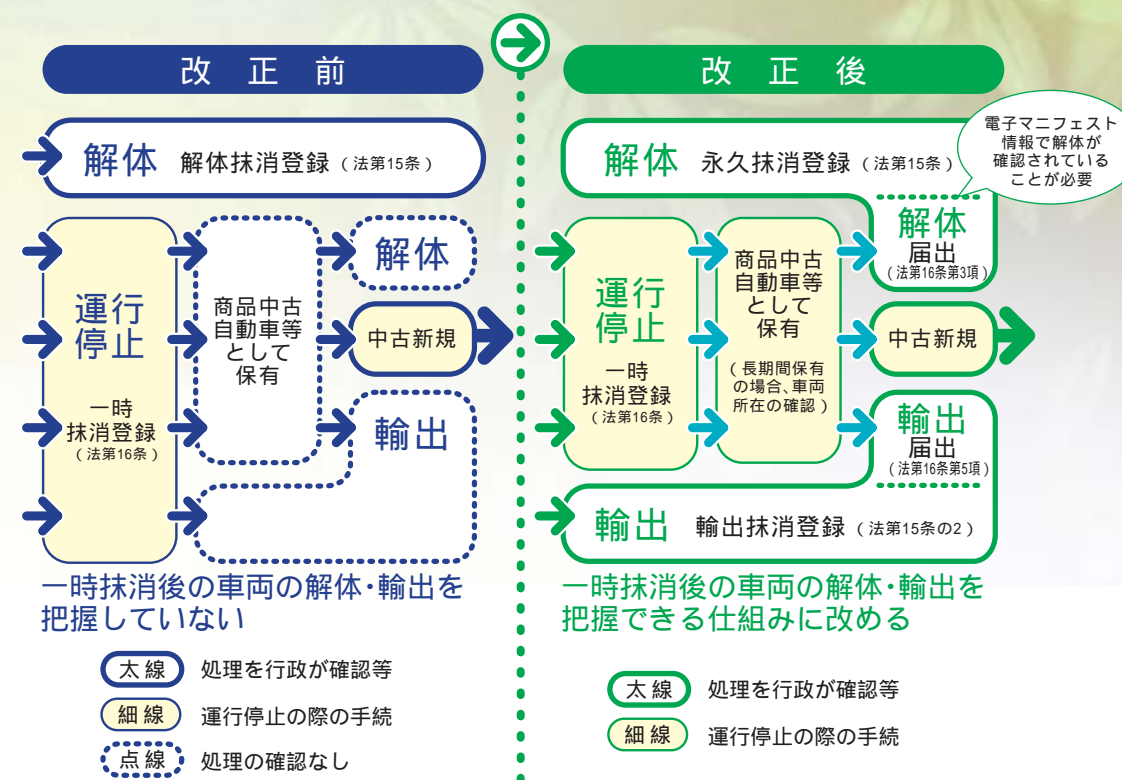 改正前
解体 解体抹消登録（法第15条）
運行
停止
一時
抹消登録
（法第16条）
商品中古
自動車等
として
保有
解体
中古新規
輸出
一時抹消後の車両の解体・輸出を
把握していない
太線 処理を行政が確認等
細線 運行停止の際の手続
点線 処理の確認なし
改正後
解体 永久抹消登録（法第15条）
電子マニフェスト
情報で解体が
確認されている
ことが必要
運行
停止
一時
抹消登録
（法第16条）
商品中古
自動車等
として
保有
（長期間保有
の場合、車両
所在の確認）
解体
届出
（法第16条第3項）
中古新規
輸出
届出
（法第16条第5項）
輸出 輸出抹消登録（法第15条の2）
一時抹消後の車両の解体・輸出を
把握できる仕組みに改める
太線 処理を行政が確認等
細線 運行停止の際の手続